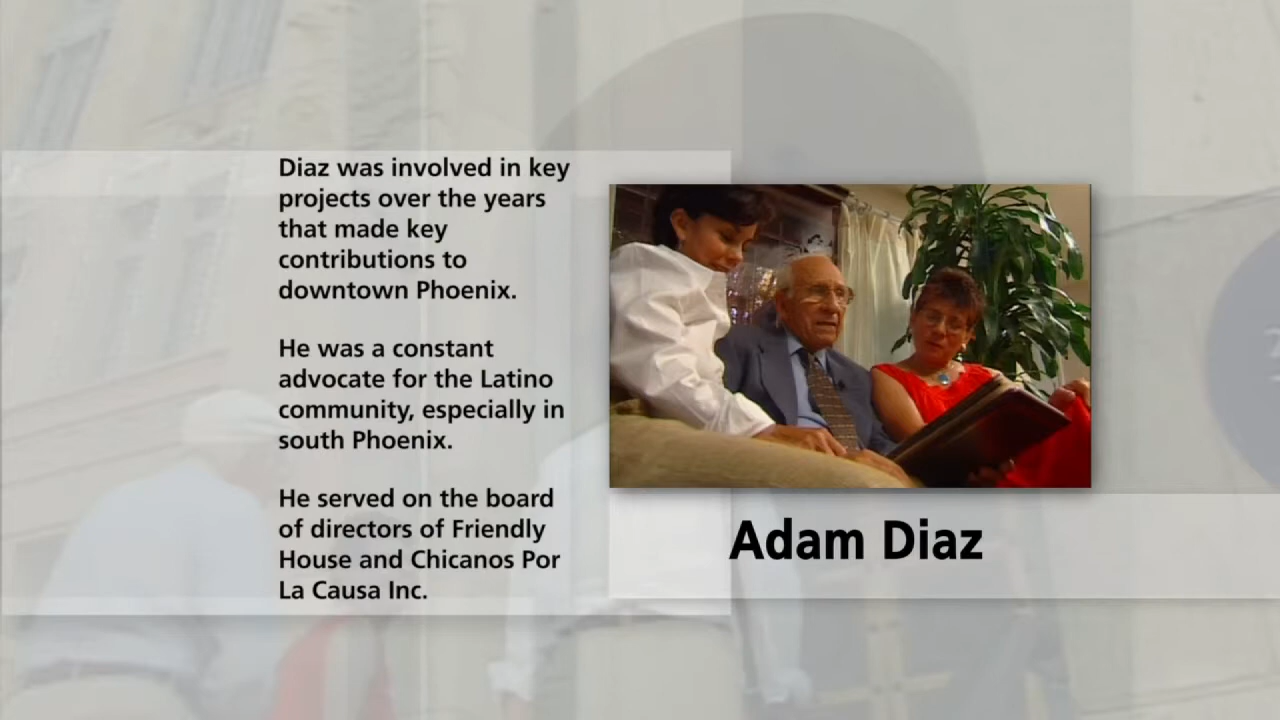 Diaz was involved in key
projects over the years
that made key
contributions to
downtown Phoenix.
He was a constant
advocate for the Latino
community, especially in
south Phoenix.
He served on the board
of directors of Friendly
House and Chicanos Por
La Causa Inc.
Adam Diaz